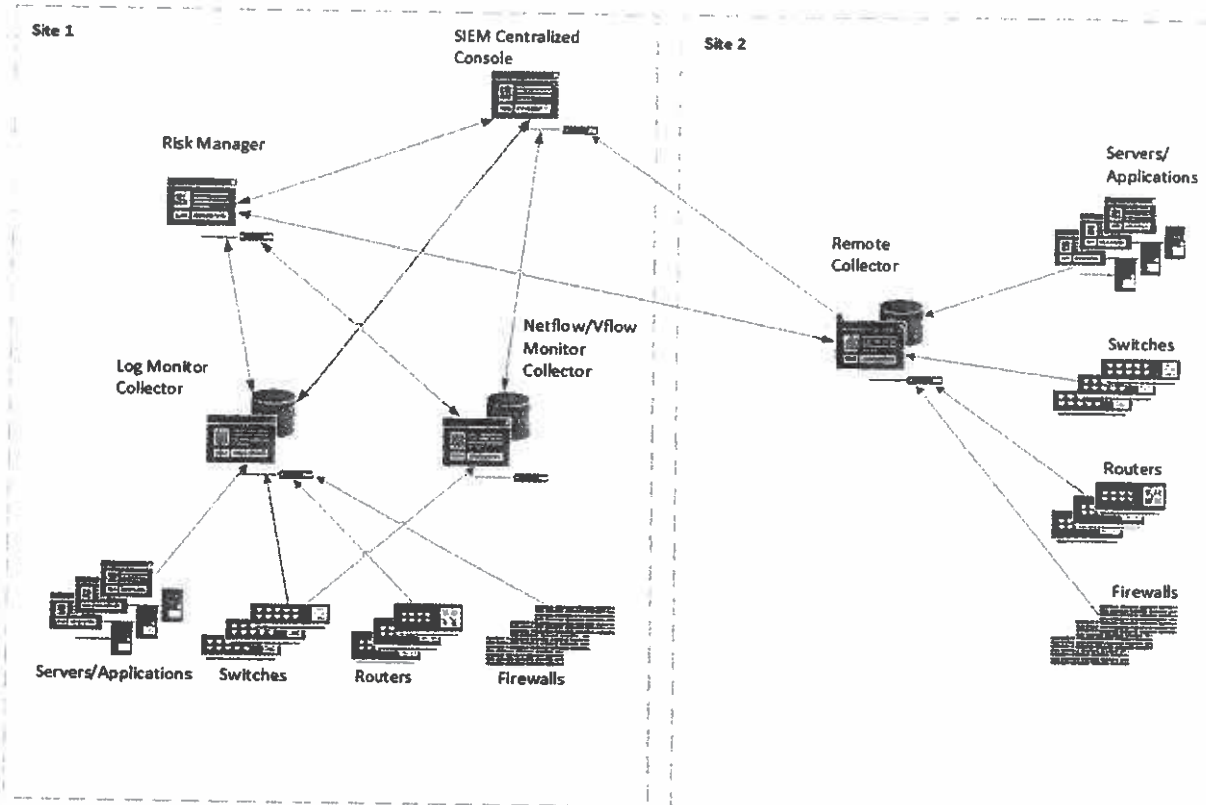 Site 1
SIEM Centralized
Console
Risk Manager
Log Monitor
Collector
Netflow/Vflow
Monitor
Collector
Servers/Applications
Switches
Routers
Firewalls
Site 2
Servers/
Applications
Remote
Collector
Switches
Routers
Firewalls